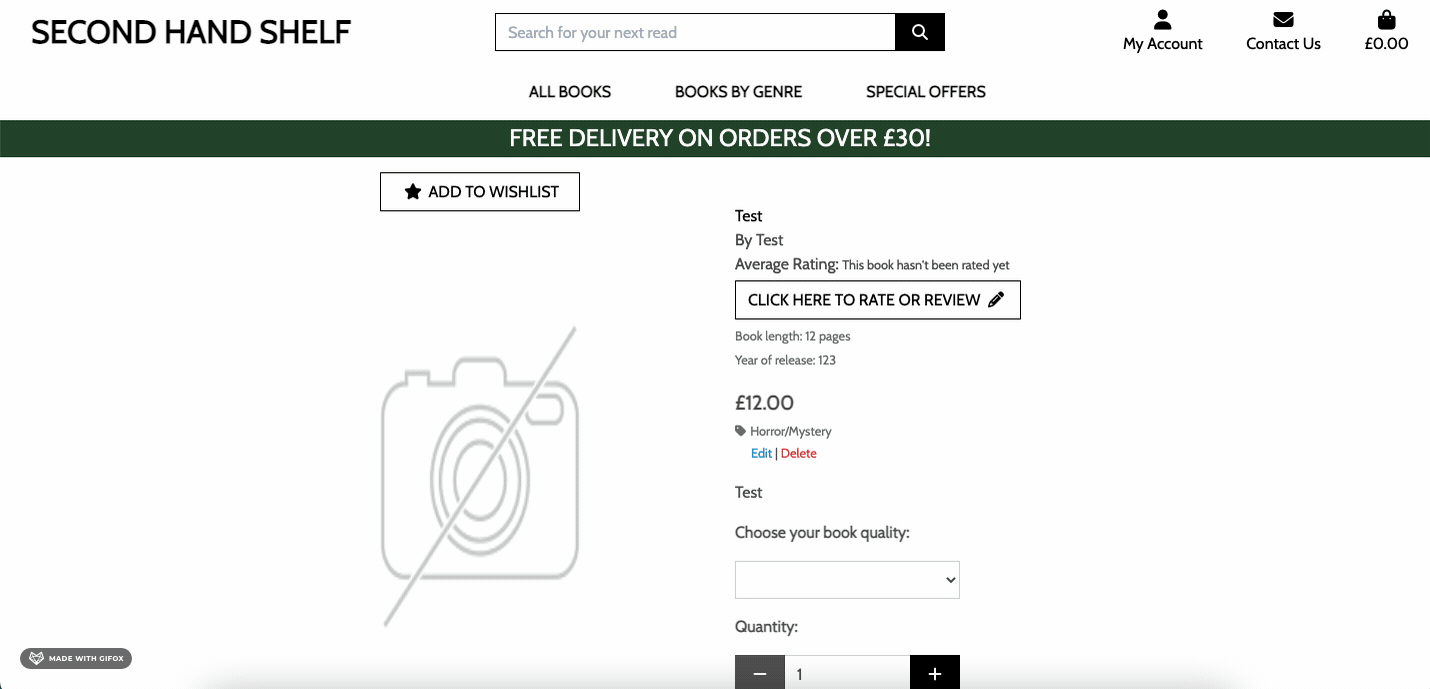 SECOND HAND SHELF
Search for your next read
My Account
Contact Us
£0.00
ALL BOOKS
BOOKS BY GENRE
SPECIAL OFFERS
FREE DELIVERY ON ORDERS OVER £30!
ADD TO WISHLIST
Test
By Test
Average Rating: This book hasn't been rated yet
CLICK HERE TO RATE OR REVIEW
Book length: 12 pages
Year of release: 123
£12.00
Horror/Mystery
Edit | Delete
Test
Choose your book quality:
Quantity:
1
MADE WITH GIFOX